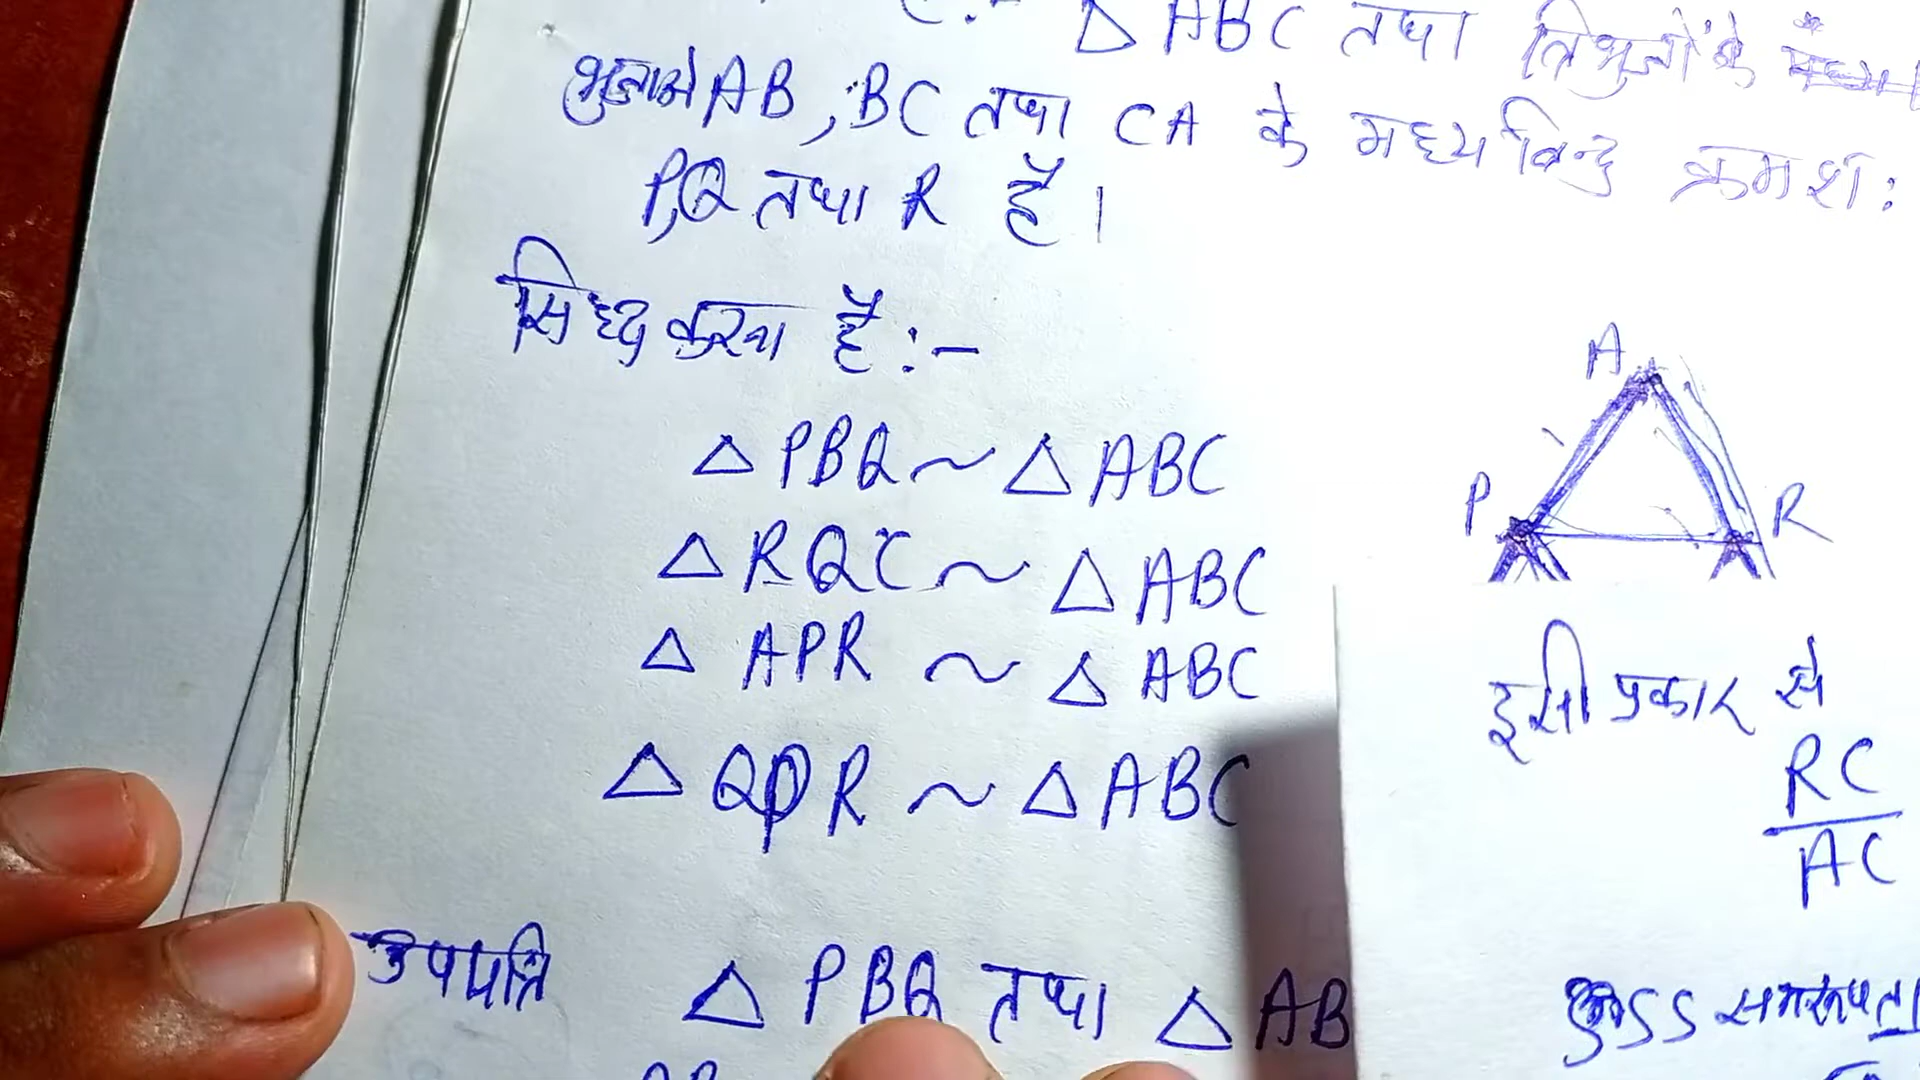 △ ABC तथा त्रिभुजों के
भुजाओं AB, BC तथा CA के मध्य बिन्दु क्रमशः
P,Q तथा R है।
सिध्द करना है:-
△ PBQ ~ △ ABC
△ RQC ~ △ ABC
△ APR ~ △ ABC
△ QPR ~ △ ABC
उपपत्ति △ PBQ तथा △ AB
A
P R
इसी प्रकार से
RC
AC
SSS समरूपता